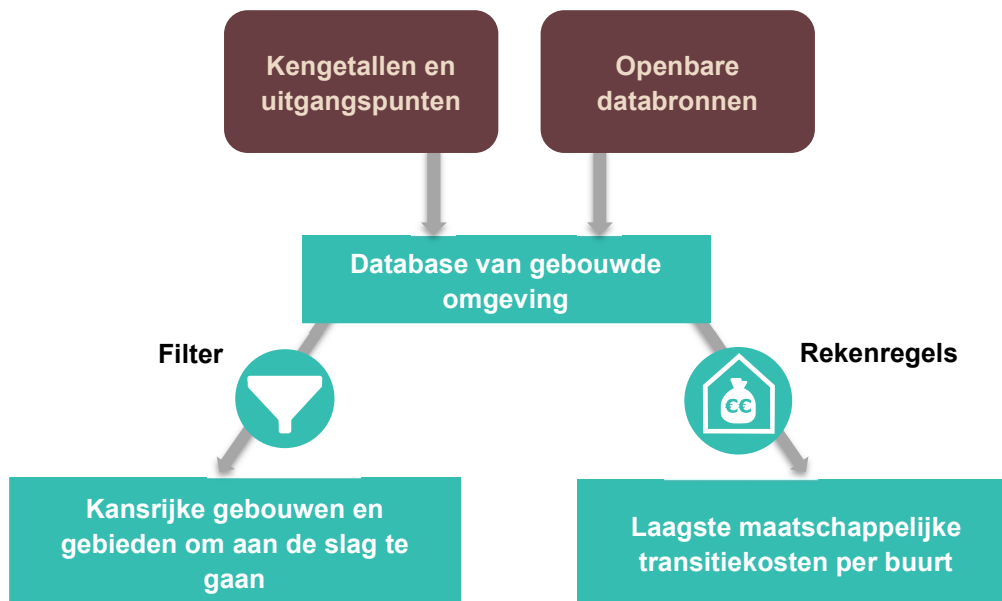 Kengetallen en
uitgangspunten
Openbare
databronnen
Database van gebouwde
omgeving
Filter
Rekenregels
€€
Kansrijke gebouwen en
gebieden om aan de slag te
gaan
Laagste maatschappelijke
transitiekosten per buurt